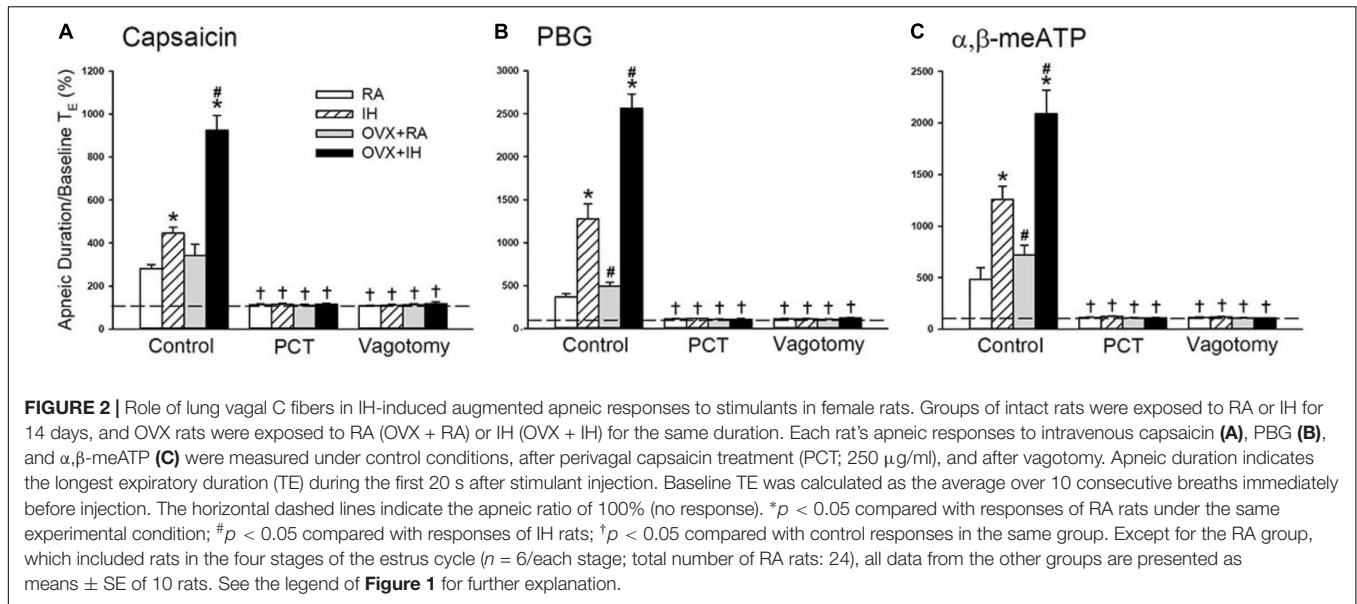 A Capsaicin
B PBG
C α,β-meATP
Apneic Duration/Baseline TE (%)
1200
1000
800
600
400
200
0
RA
IH
OVX+RA
OVX+IH
*
#
*
† † † †
† † † †
Control PCT Vagotomy
3000
2500
2000
1500
1000
500
0
*
#
#
*
† † † †
† † † †
Control PCT Vagotomy
2500
2000
1500
1000
500
0
*
#
#
*
† † † †
† † † †
Control PCT Vagotomy
FIGURE 2 | Role of lung vagal C fibers in IH-induced augmented apneic responses to stimulants in female rats. Groups of intact rats were exposed to RA or IH for
14 days, and OVX rats were exposed to RA (OVX + RA) or IH (OVX + IH) for the same duration. Each rat's apneic responses to intravenous capsaicin (A), PBG (B),
and α,β-meATP (C) were measured under control conditions, after perivagal capsaicin treatment (PCT; 250 μg/ml), and after vagotomy. Apneic duration indicates
the longest expiratory duration (TE) during the first 20 s after stimulant injection. Baseline TE was calculated as the average over 10 consecutive breaths immediately
before injection. The horizontal dashed lines indicate the apneic ratio of 100% (no response). *p < 0.05 compared with responses of RA rats under the same
experimental condition; #p < 0.05 compared with responses of IH rats; †p < 0.05 compared with control responses in the same group. Except for the RA group,
which included rats in the four stages of the estrus cycle (n = 6/each stage; total number of RA rats: 24), all data from the other groups are presented as
means ± SE of 10 rats. See the legend of Figure 1 for further explanation.